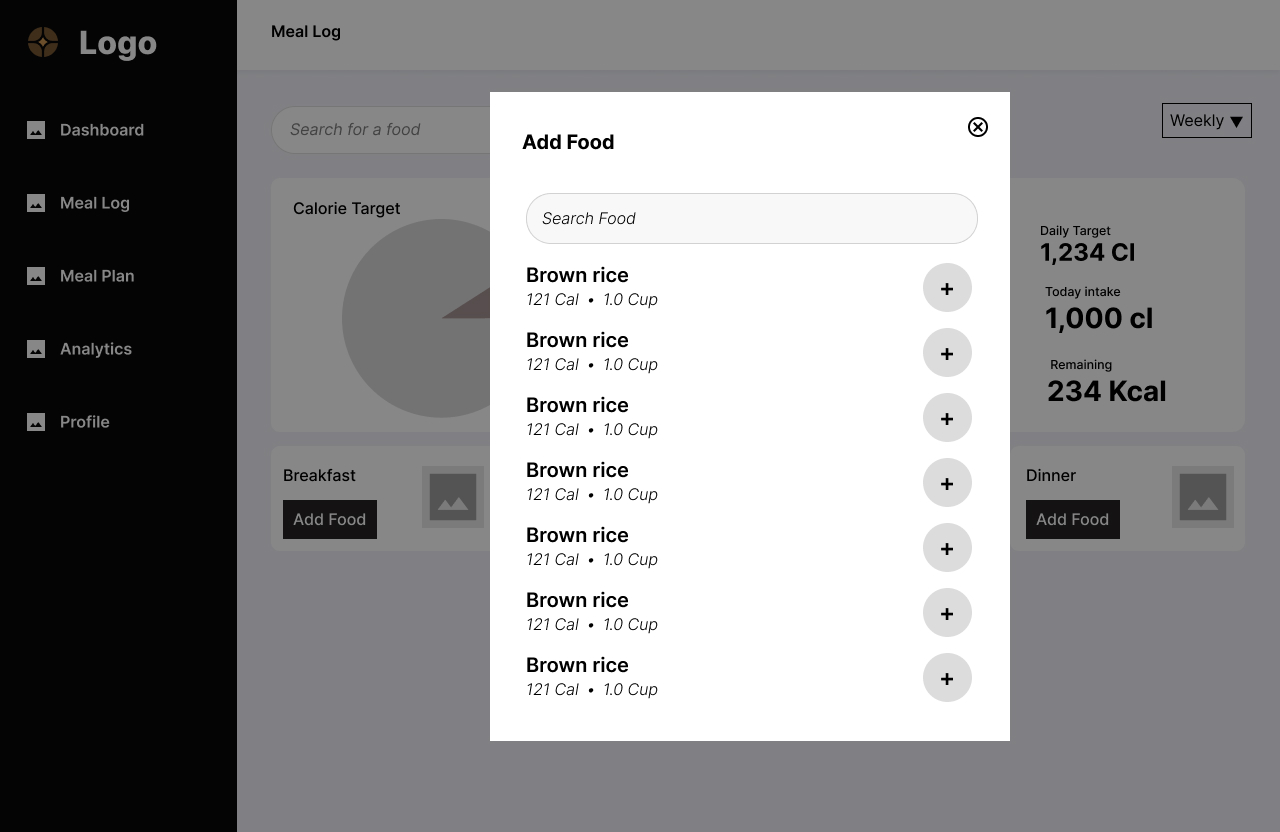 Logo
Dashboard
Meal Log
Meal Plan
Analytics
Profile
Meal Log
Search for a food
Weekly ▼
Calorie Target
Daily Target
1,234 Cl
Today intake
1,000 cl
Remaining
234 Kcal
Breakfast
Add Food
Dinner
Add Food
Add Food
Search Food
Brown rice
121 Cal • 1.0 Cup
+
Brown rice
121 Cal • 1.0 Cup
+
Brown rice
121 Cal • 1.0 Cup
+
Brown rice
121 Cal • 1.0 Cup
+
Brown rice
121 Cal • 1.0 Cup
+
Brown rice
121 Cal • 1.0 Cup
+
Brown rice
121 Cal • 1.0 Cup
+